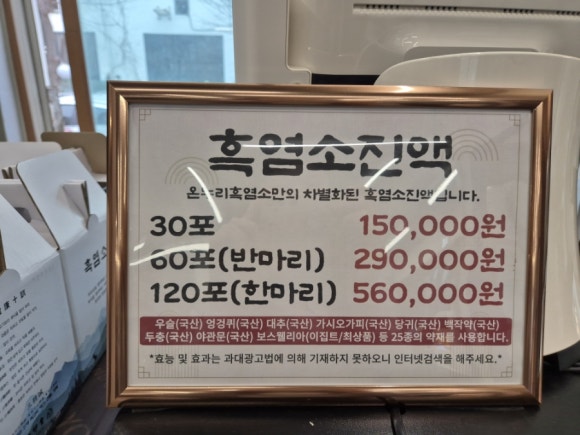 흑염소진액
온누리흑염소만의 차별화된 흑염소진액입니다.
30포 150,000원
60포(반마리) 290,000원
120포(한마리) 560,000원
우슬(국산) 엉겅퀴(국산) 대추(국산) 가시오가피(국산) 당귀(국산) 백작약(국산)
두충(국산) 야관문(국산) 보스웰리아(이집트/최상품) 등 25종의 약재를 사용합니다.
*효능 및 효과는 과대광고법에 의해 기재하지 못하오니 인터넷검색을 해주세요.*
흑염소